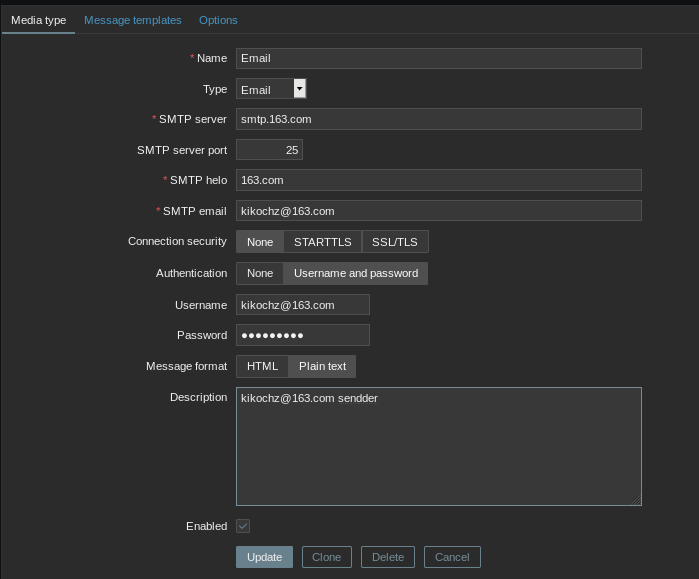 Media type Message templates Options
* Name Email
Type Email
* SMTP server smtp.163.com
SMTP server port 25
* SMTP helo 163.com
* SMTP email kikochz@163.com
Connection security None STARTTLS SSL/TLS
Authentication None Username and password
Username kikochz@163.com
Password ●●●●●●●●●
Message format HTML Plain text
Description kikochz@163.com sendder
Enabled
Update Clone Delete Cancel